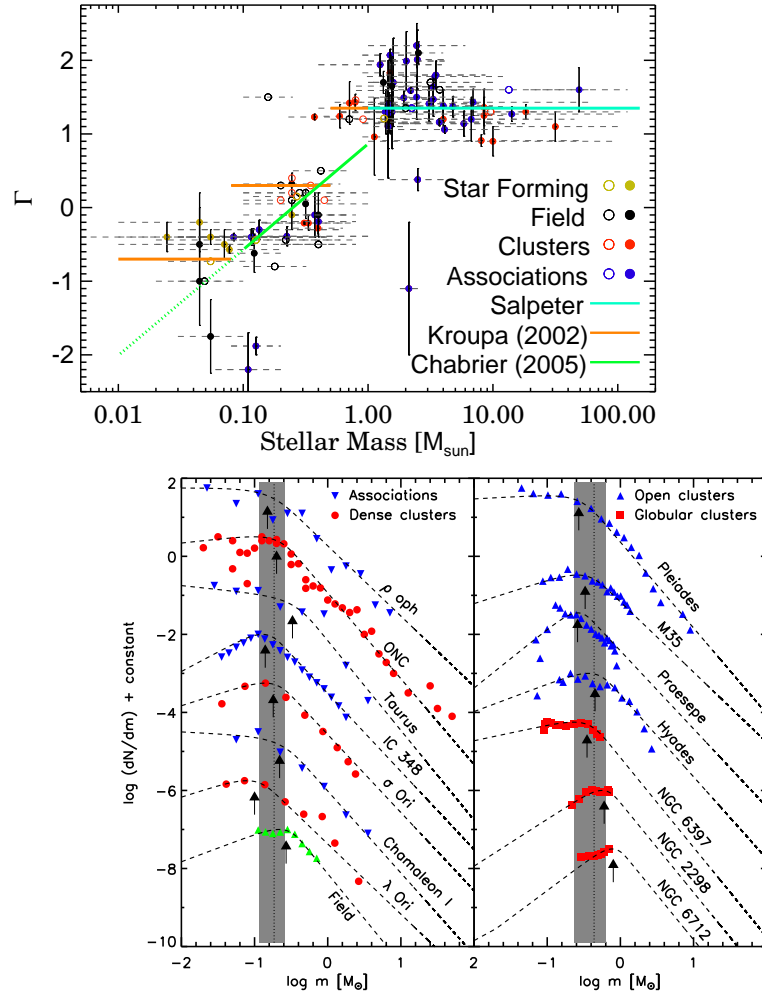 2
1
0
-1
-2
Γ
Star Forming
Field
Clusters
Associations
Salpeter
Kroupa (2002)
Chabrier (2005)
0.01 0.10 1.00 10.00 100.00
Stellar Mass [M_sun]
2
0
-2
-4
-6
-8
-10
log (dN/dm) + constant
Associations
Dense clusters
ρ oph
ONC
Taurus
IC 348
σ Ori
Chamaleon I
λ Ori
Field
-2 -1 0 1
log m [M⊙]
Open clusters
Globular clusters
Pleiades
M35
Praesepe
Hyades
NGC 6397
NGC 2298
NGC 6712
-2 -1 0 1
log m [M⊙]